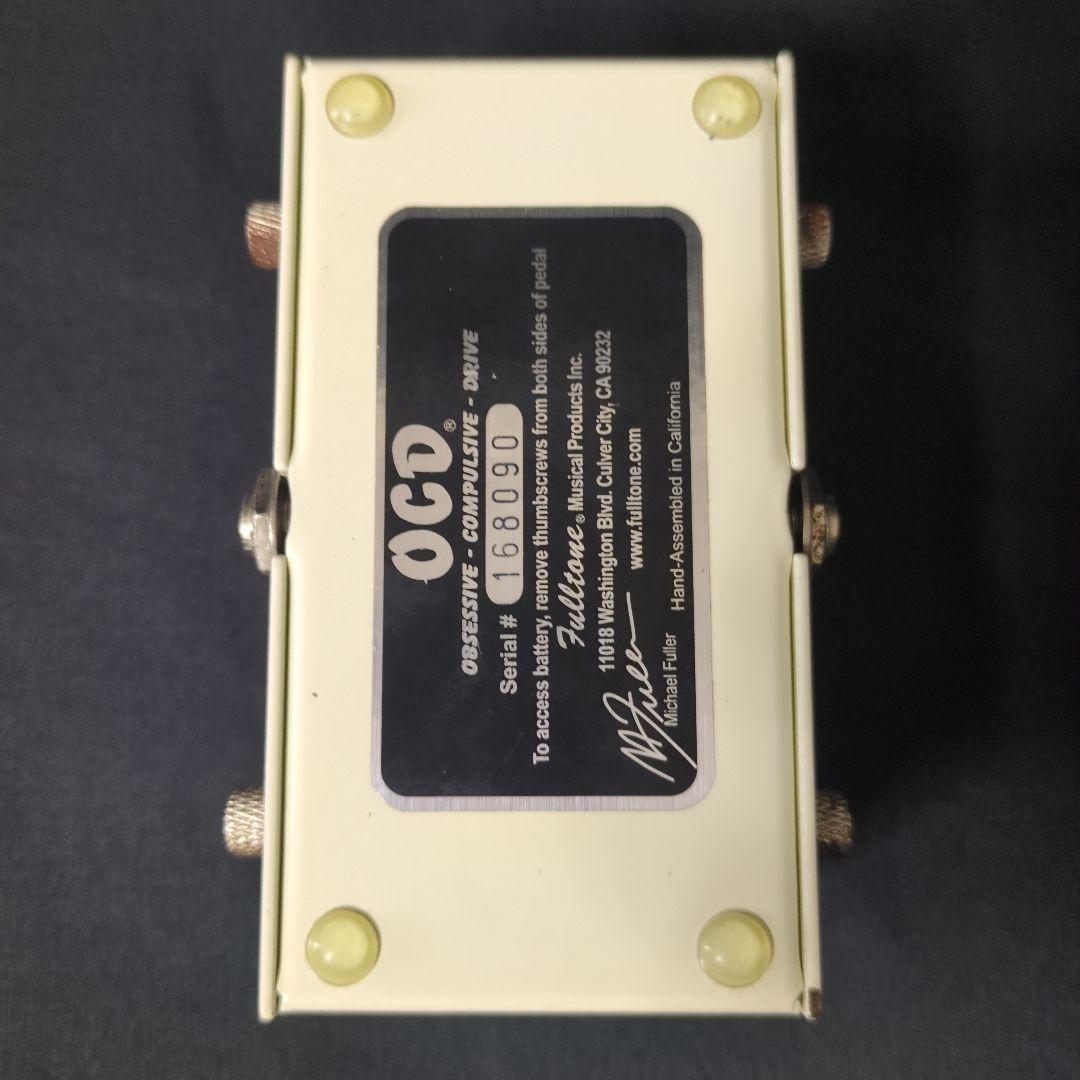 OCD®
OBSESSIVE - COMPULSIVE - DRIVE
Serial # 168090
To access battery, remove thumbscrews from both sides of pedal
Fulltone® Musical Products Inc.
11018 Washington Blvd. Culver City, CA 90232
www.fulltone.com
M Fuller
Michael Fuller Hand-Assembled in California